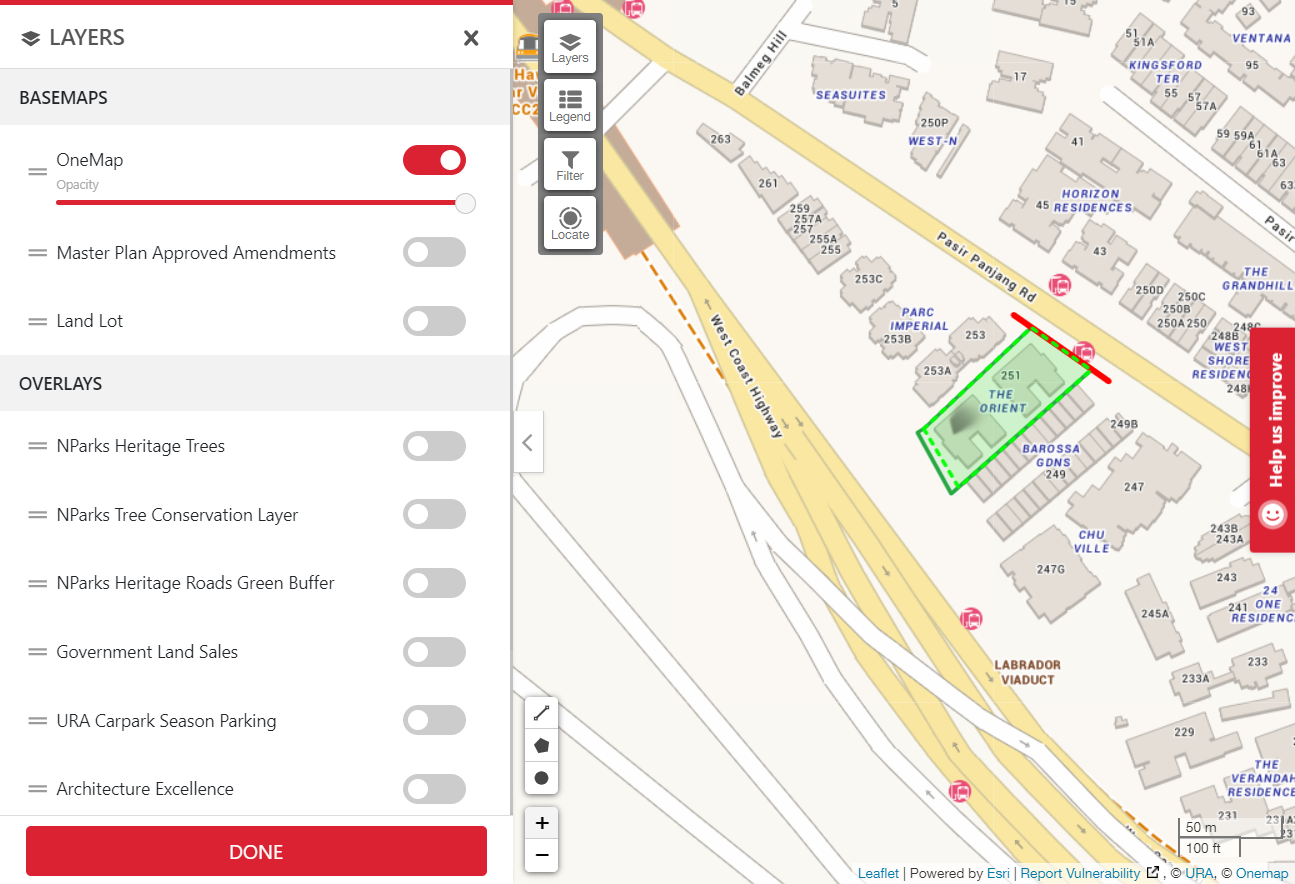 LAYERS
BASEMAPS
OneMap
Opacity
Master Plan Approved Amendments
Land Lot
OVERLAYS
NParks Heritage Trees
NParks Tree Conservation Layer
NParks Heritage Roads Green Buffer
Government Land Sales
URA Carpark Season Parking
Architecture Excellence
DONE
Layers
Legend
Filter
Locate
Balmeg Hill
5
15
93
VENTANA
51
51A
KINGSFORD
TER
95
55
57
57A
17
SEASUITES
250P
WEST-N
59
59A
61
61A
63
263
41
261
HORIZON
RESIDENCES
45
259
257A
257
255A
255
43
Pasir Panjang Rd
Pasir
THE
GRANDHILL
253C
250D
250C
250B
250A
250
PARC
IMPERIAL
253B
253
248C
248B
WEST
SHORE
RESIDEN
253A
251
THE
ORIENT
West Coast Highway
249B
BAROSSA
GDNS
249
247
Help us improve
CHU
VILLE
243B
243A
247G
243
241
24
ONE
RESIDENC
245A
LABRADOR
VIADUCT
233
233A
229
THE
VERANDAH
RESIDENCE
231
50 m
100 ft
+
−
Leaflet | Powered by Esri | Report Vulnerability , © URA, © Onemap